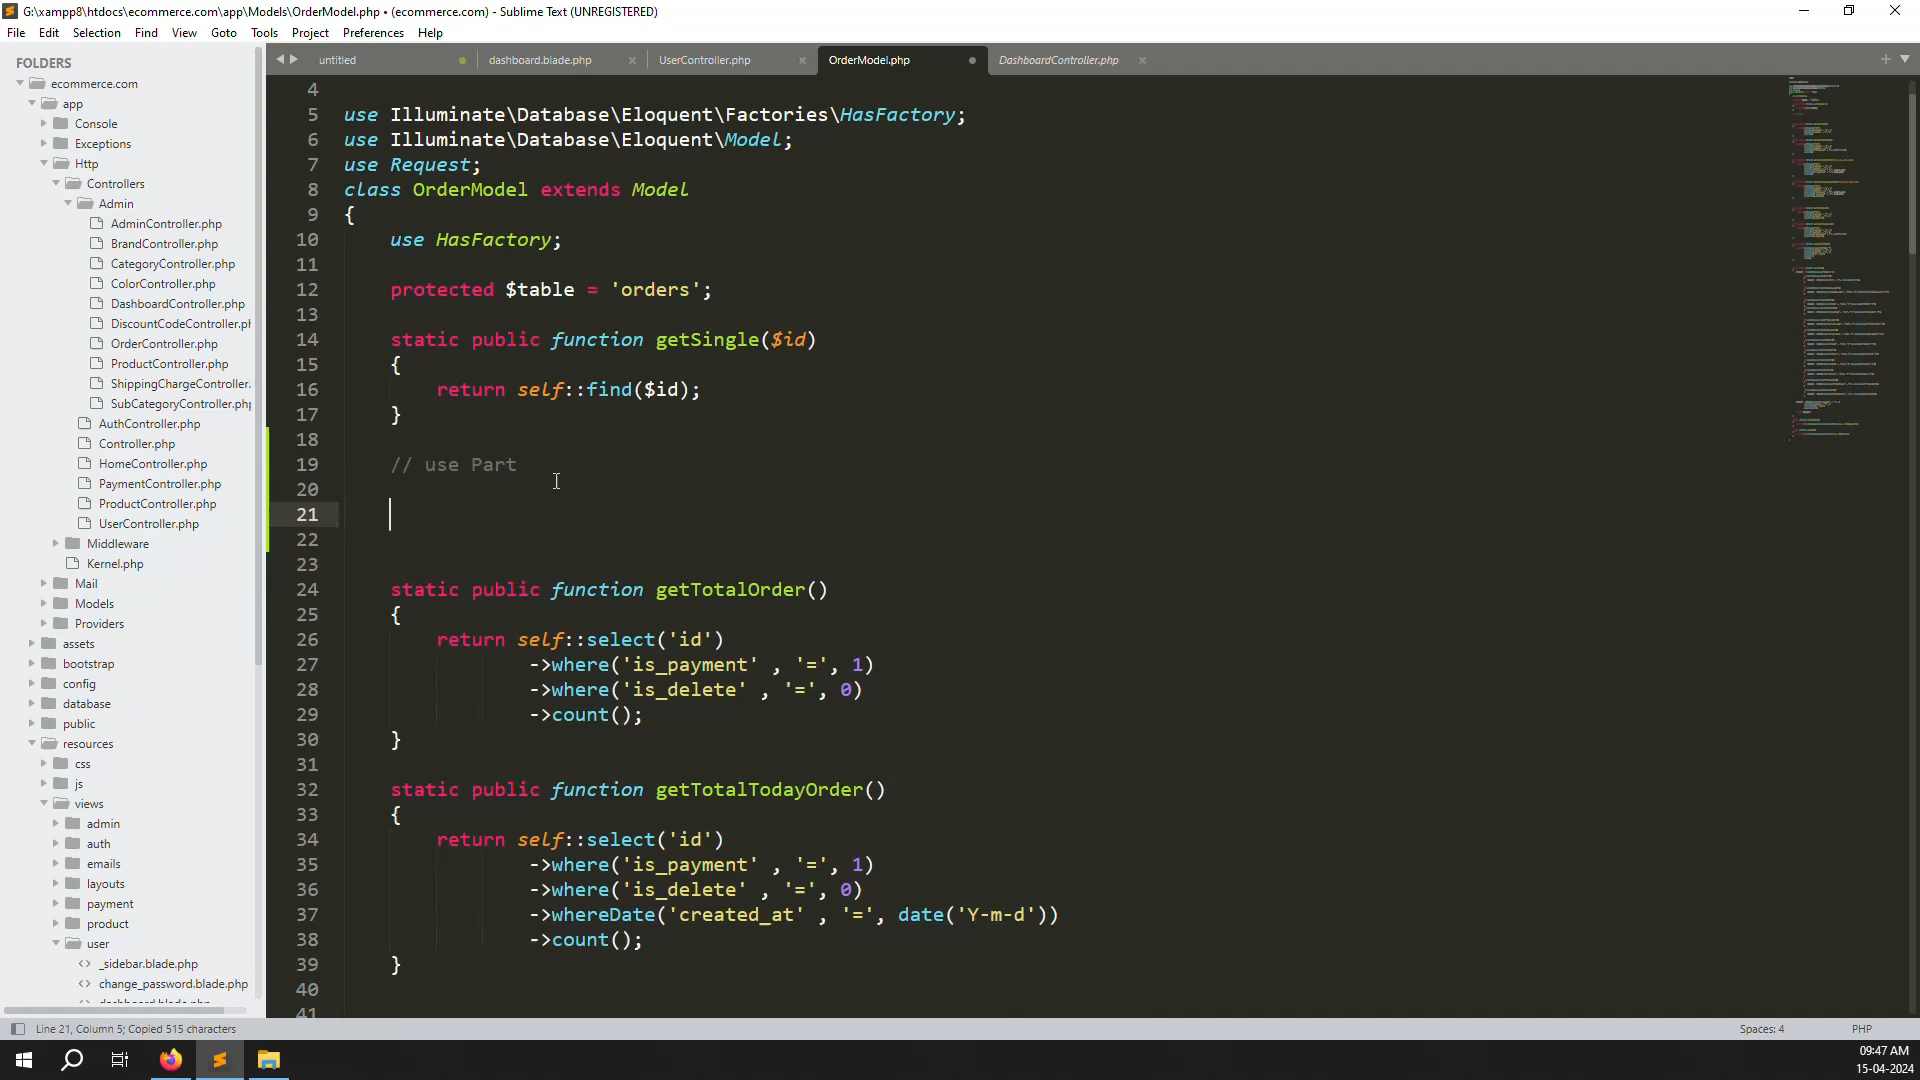 G:\xampp8\htdocs\ecommerce.com\app\Models\OrderModel.php • (ecommerce.com) - Sublime Text (UNREGISTERED)
File Edit Selection Find View Goto Tools Project Preferences Help
FOLDERS
ecommerce.com
app
Console
Exceptions
Http
Controllers
Admin
AdminController.php
BrandController.php
CategoryController.php
ColorController.php
DashboardController.php
DiscountCodeController.ph
OrderController.php
ProductController.php
ShippingChargeController.
SubCategoryController.php
AuthController.php
Controller.php
HomeController.php
PaymentController.php
ProductController.php
UserController.php
Middleware
Kernel.php
Mail
Models
Providers
assets
bootstrap
config
database
public
resources
css
js
views
admin
auth
emails
layouts
payment
product
user
_sidebar.blade.php
change_password.blade.php
dashboard.blade.php
untitled dashboard.blade.php UserController.php OrderModel.php DashboardController.php
4
5 use Illuminate\Database\Eloquent\Factories\HasFactory;
6 use Illuminate\Database\Eloquent\Model;
7 use Request;
8 class OrderModel extends Model
9 {
10 use HasFactory;
11
12 protected $table = 'orders';
13
14 static public function getSingle($id)
15 {
16 return self::find($id);
17 }
18
19 // use Part
20
21
22
23
24 static public function getTotalOrder()
25 {
26 return self::select('id')
27 ->where('is_payment' , '=', 1)
28 ->where('is_delete' , '=', 0)
29 ->count();
30 }
31
32 static public function getTotalTodayOrder()
33 {
34 return self::select('id')
35 ->where('is_payment' , '=', 1)
36 ->where('is_delete' , '=', 0)
37 ->whereDate('created_at' , '=', date('Y-m-d'))
38 ->count();
39 }
40
41
Line 21, Column 5; Copied 515 characters
Spaces: 4 PHP
09:47 AM
15-04-2024